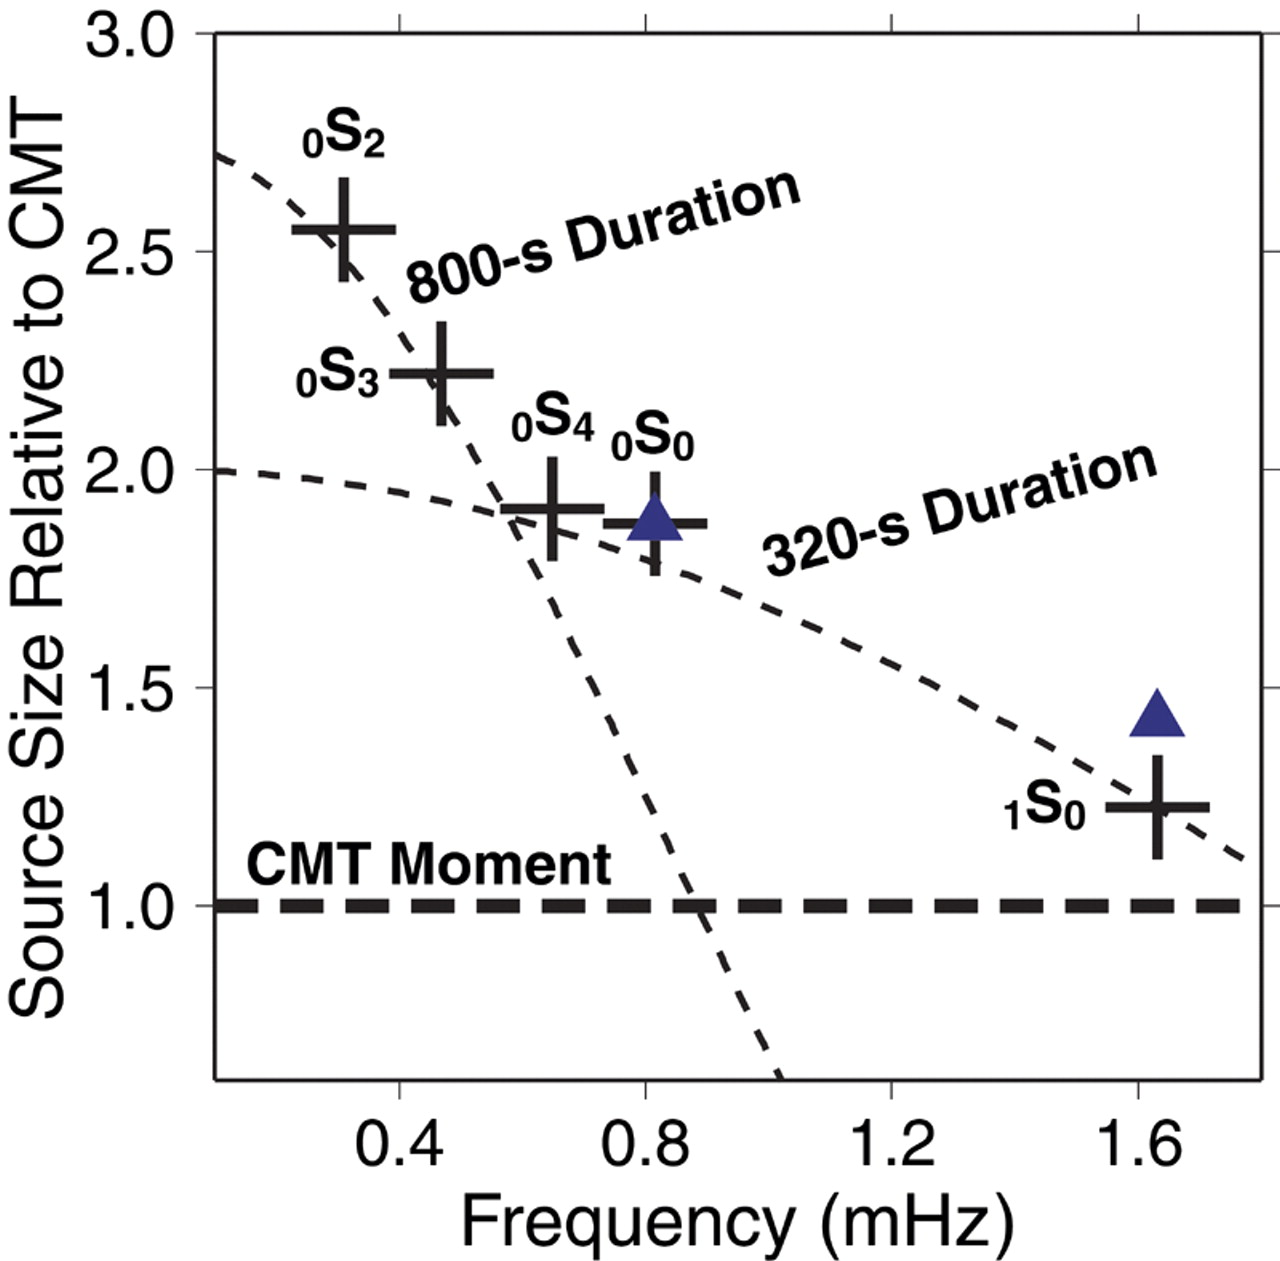 3.0
2.5
2.0
1.5
1.0
Source Size Relative to CMT
0S2
800-s Duration
0S3
0S4
0S0
320-s Duration
1S0
CMT Moment
0.4
0.8
1.2
1.6
Frequency (mHz)